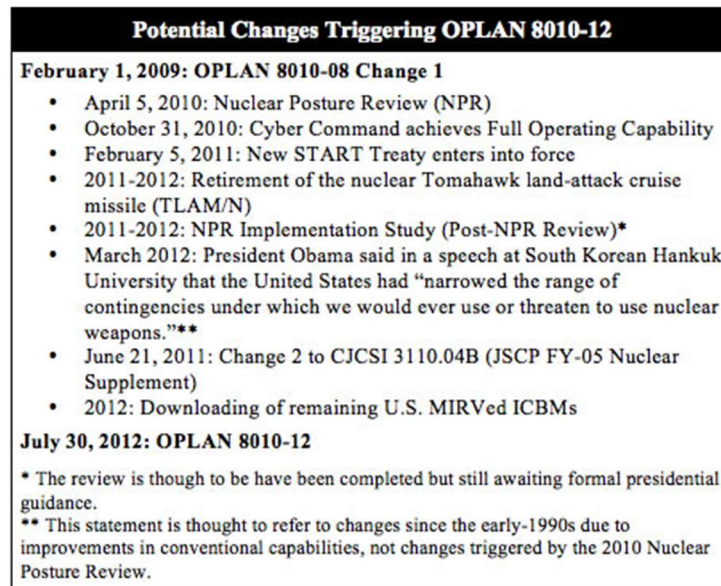 Potential Changes Triggering OPLAN 8010-12
February 1, 2009: OPLAN 8010-08 Change 1
• April 5, 2010: Nuclear Posture Review (NPR)
• October 31, 2010: Cyber Command achieves Full Operating Capability
• February 5, 2011: New START Treaty enters into force
• 2011-2012: Retirement of the nuclear Tomahawk land-attack cruise
missile (TLAM/N)
• 2011-2012: NPR Implementation Study (Post-NPR Review)*
• March 2012: President Obama said in a speech at South Korean Hankuk
University that the United States had “narrowed the range of
contingencies under which we would ever use or threaten to use nuclear
weapons.”**
• June 21, 2011: Change 2 to CJCSI 3110.04B (JSCP FY-05 Nuclear
Supplement)
• 2012: Downloading of remaining U.S. MIRVed ICBMs
July 30, 2012: OPLAN 8010-12
* The review is though to be have been completed but still awaiting formal presidential
guidance.
** This statement is thought to refer to changes since the early-1990s due to
improvements in conventional capabilities, not changes triggered by the 2010 Nuclear
Posture Review.